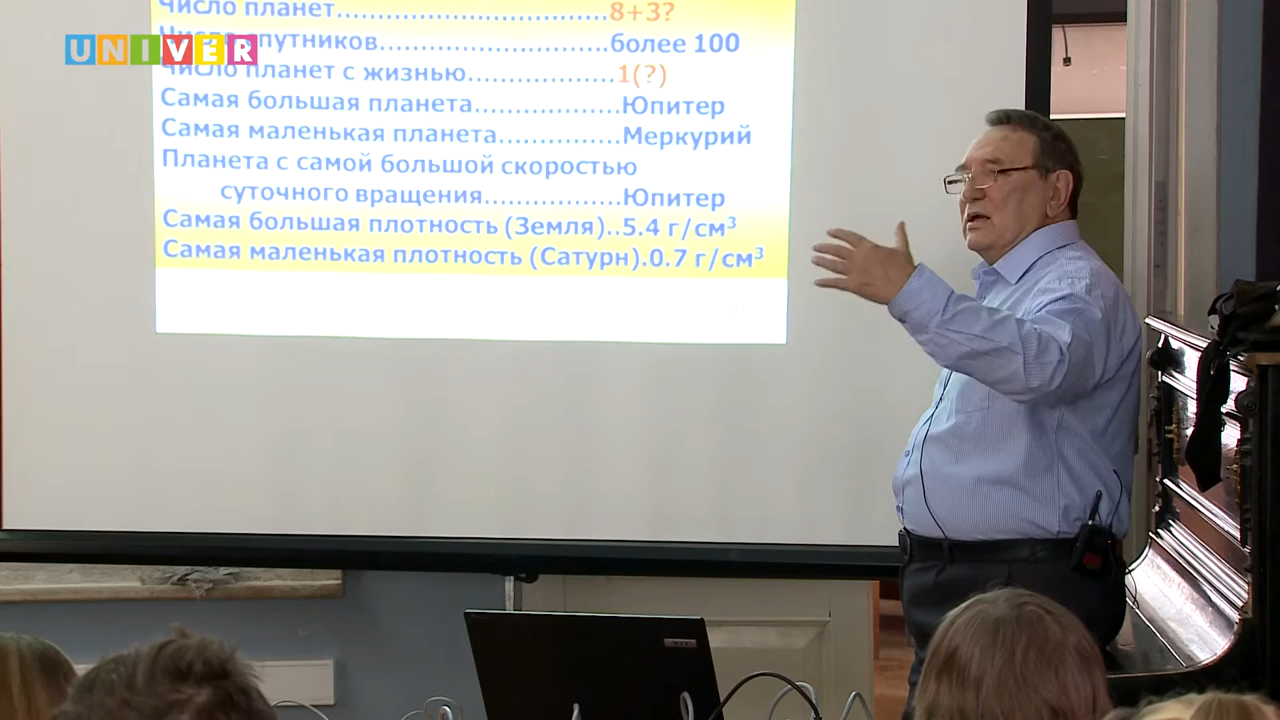 Число планет................................8+3?
UNIVER
Число спутников...........................более 100
Число планет с жизнью.................1(?)
Самая большая планета.................Юпитер
Самая маленькая планета..............Меркурий
Планета с самой большой скоростью
суточного вращения................Юпитер
Самая большая плотность (Земля)..5.4 г/см³
Самая маленькая плотность (Сатурн).0.7 г/см³